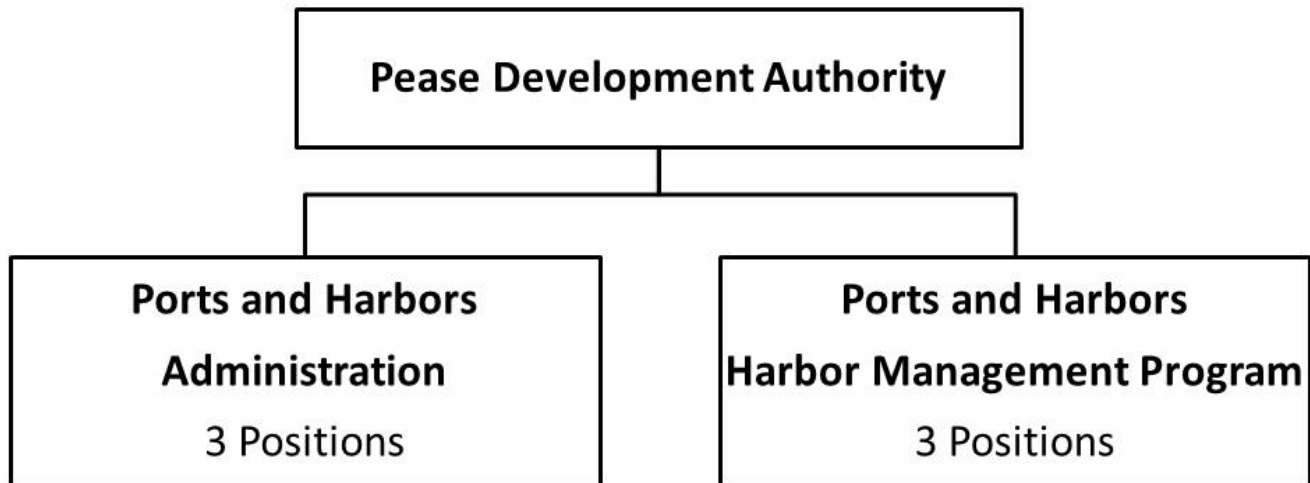 Pease Development Authority
Ports and Harbors
Administration
3 Positions
Ports and Harbors
Harbor Management Program
3 Positions